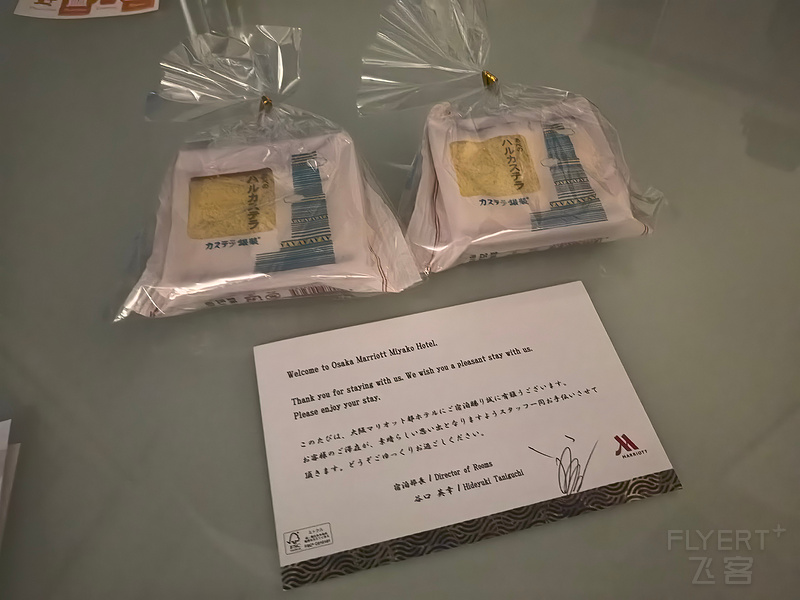 ハルカステラ
カステラ銀装
ハルカステラ
カステラ銀装
Welcome to Osaka Marriott Miyako Hotel.
Thank you for staying with us. We wish you a pleasant stay with us.
Please enjoy your stay.
このたびは、大阪マリオット都ホテルにご宿泊賜り誠に有難うございます。
お客様のご滞在が、素晴らしい思い出となりますようスタッフ一同お手伝いさせて
頂きます。どうぞごゆっくりお過ごしください。
宿泊部長 / Director of Rooms
谷口 英幸 / Hideyuki Taniguchi
MARRIOTT
FSC
FLYERT+
飞客